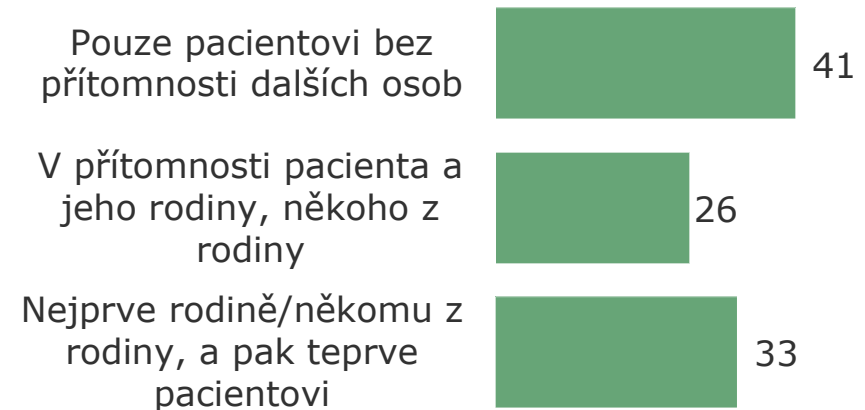 Pouze pacientovi bez
přítomnosti dalších osob
41
V přítomnosti pacienta a
jeho rodiny, někoho z
rodiny
26
Nejprve rodině/někomu z
rodiny, a pak teprve
pacientovi
33